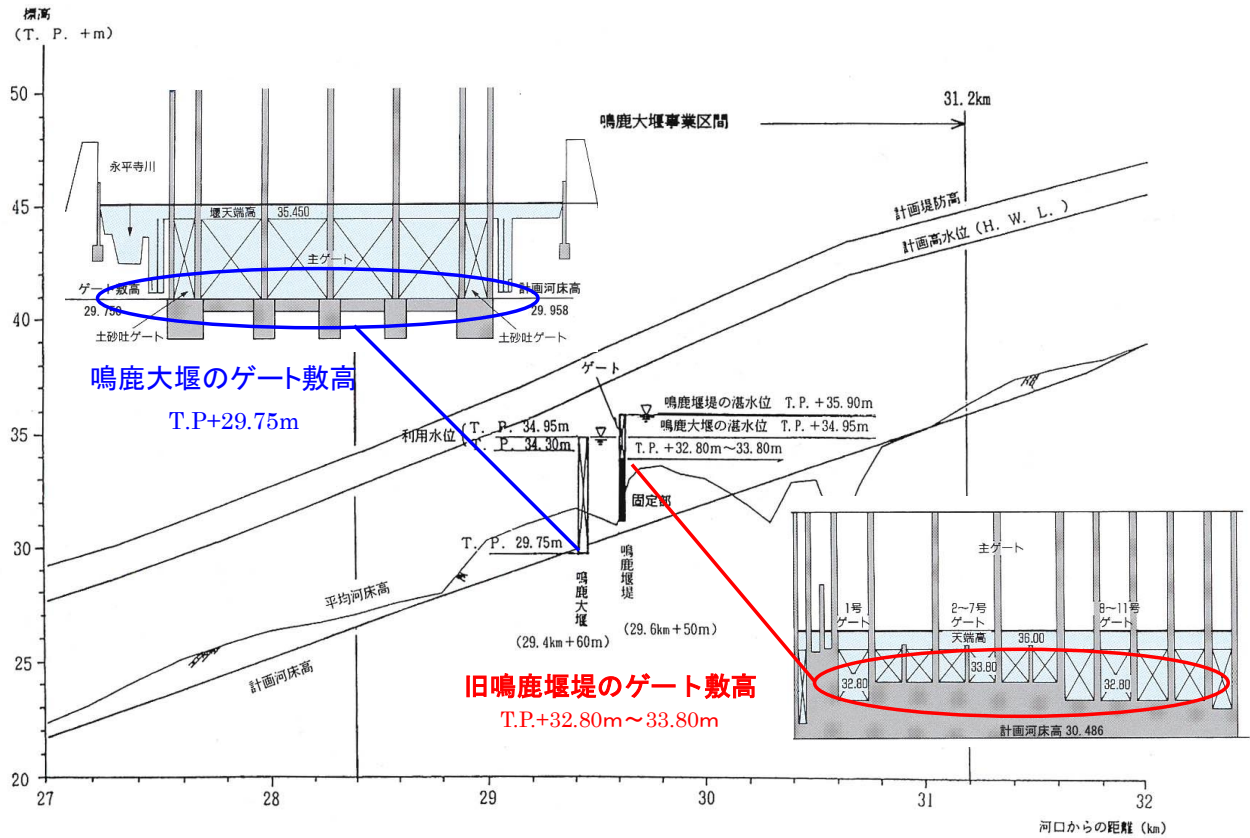 標高
(T. P. +m)
50
45
40
35
30
25
20
27
28
29
30
31
32
河口からの距離 (km)
31.2km
鳴鹿大堰事業区間
計画堤防高
計画高水位 (H. W. L.)
永平寺川
堰天端高 35.450
主ゲート
ゲート敷高
29.750
計画河床高
29.958
土砂吐ゲート
土砂吐ゲート
鳴鹿大堰のゲート敷高
T.P+29.75m
ゲート
利用水位
T. P. 34.95m
T. P. 34.30m
鳴鹿堰堤の湛水位 T.P. +35.90m
鳴鹿大堰の湛水位 T.P. +34.95m
T.P. +32.80m～33.80m
固定部
T. P. 29.75m
鳴鹿大堰
(29.4km+60m)
鳴鹿堰堤
(29.6km+50m)
平均河床高
計画河床高
旧鳴鹿堰堤のゲート敷高
T.P.+32.80m～33.80m
主ゲート
1号
ゲート
2～7号
ゲート
8～11号
ゲート
天端高 36.00
32.80
33.80
32.80
計画河床高 30.486